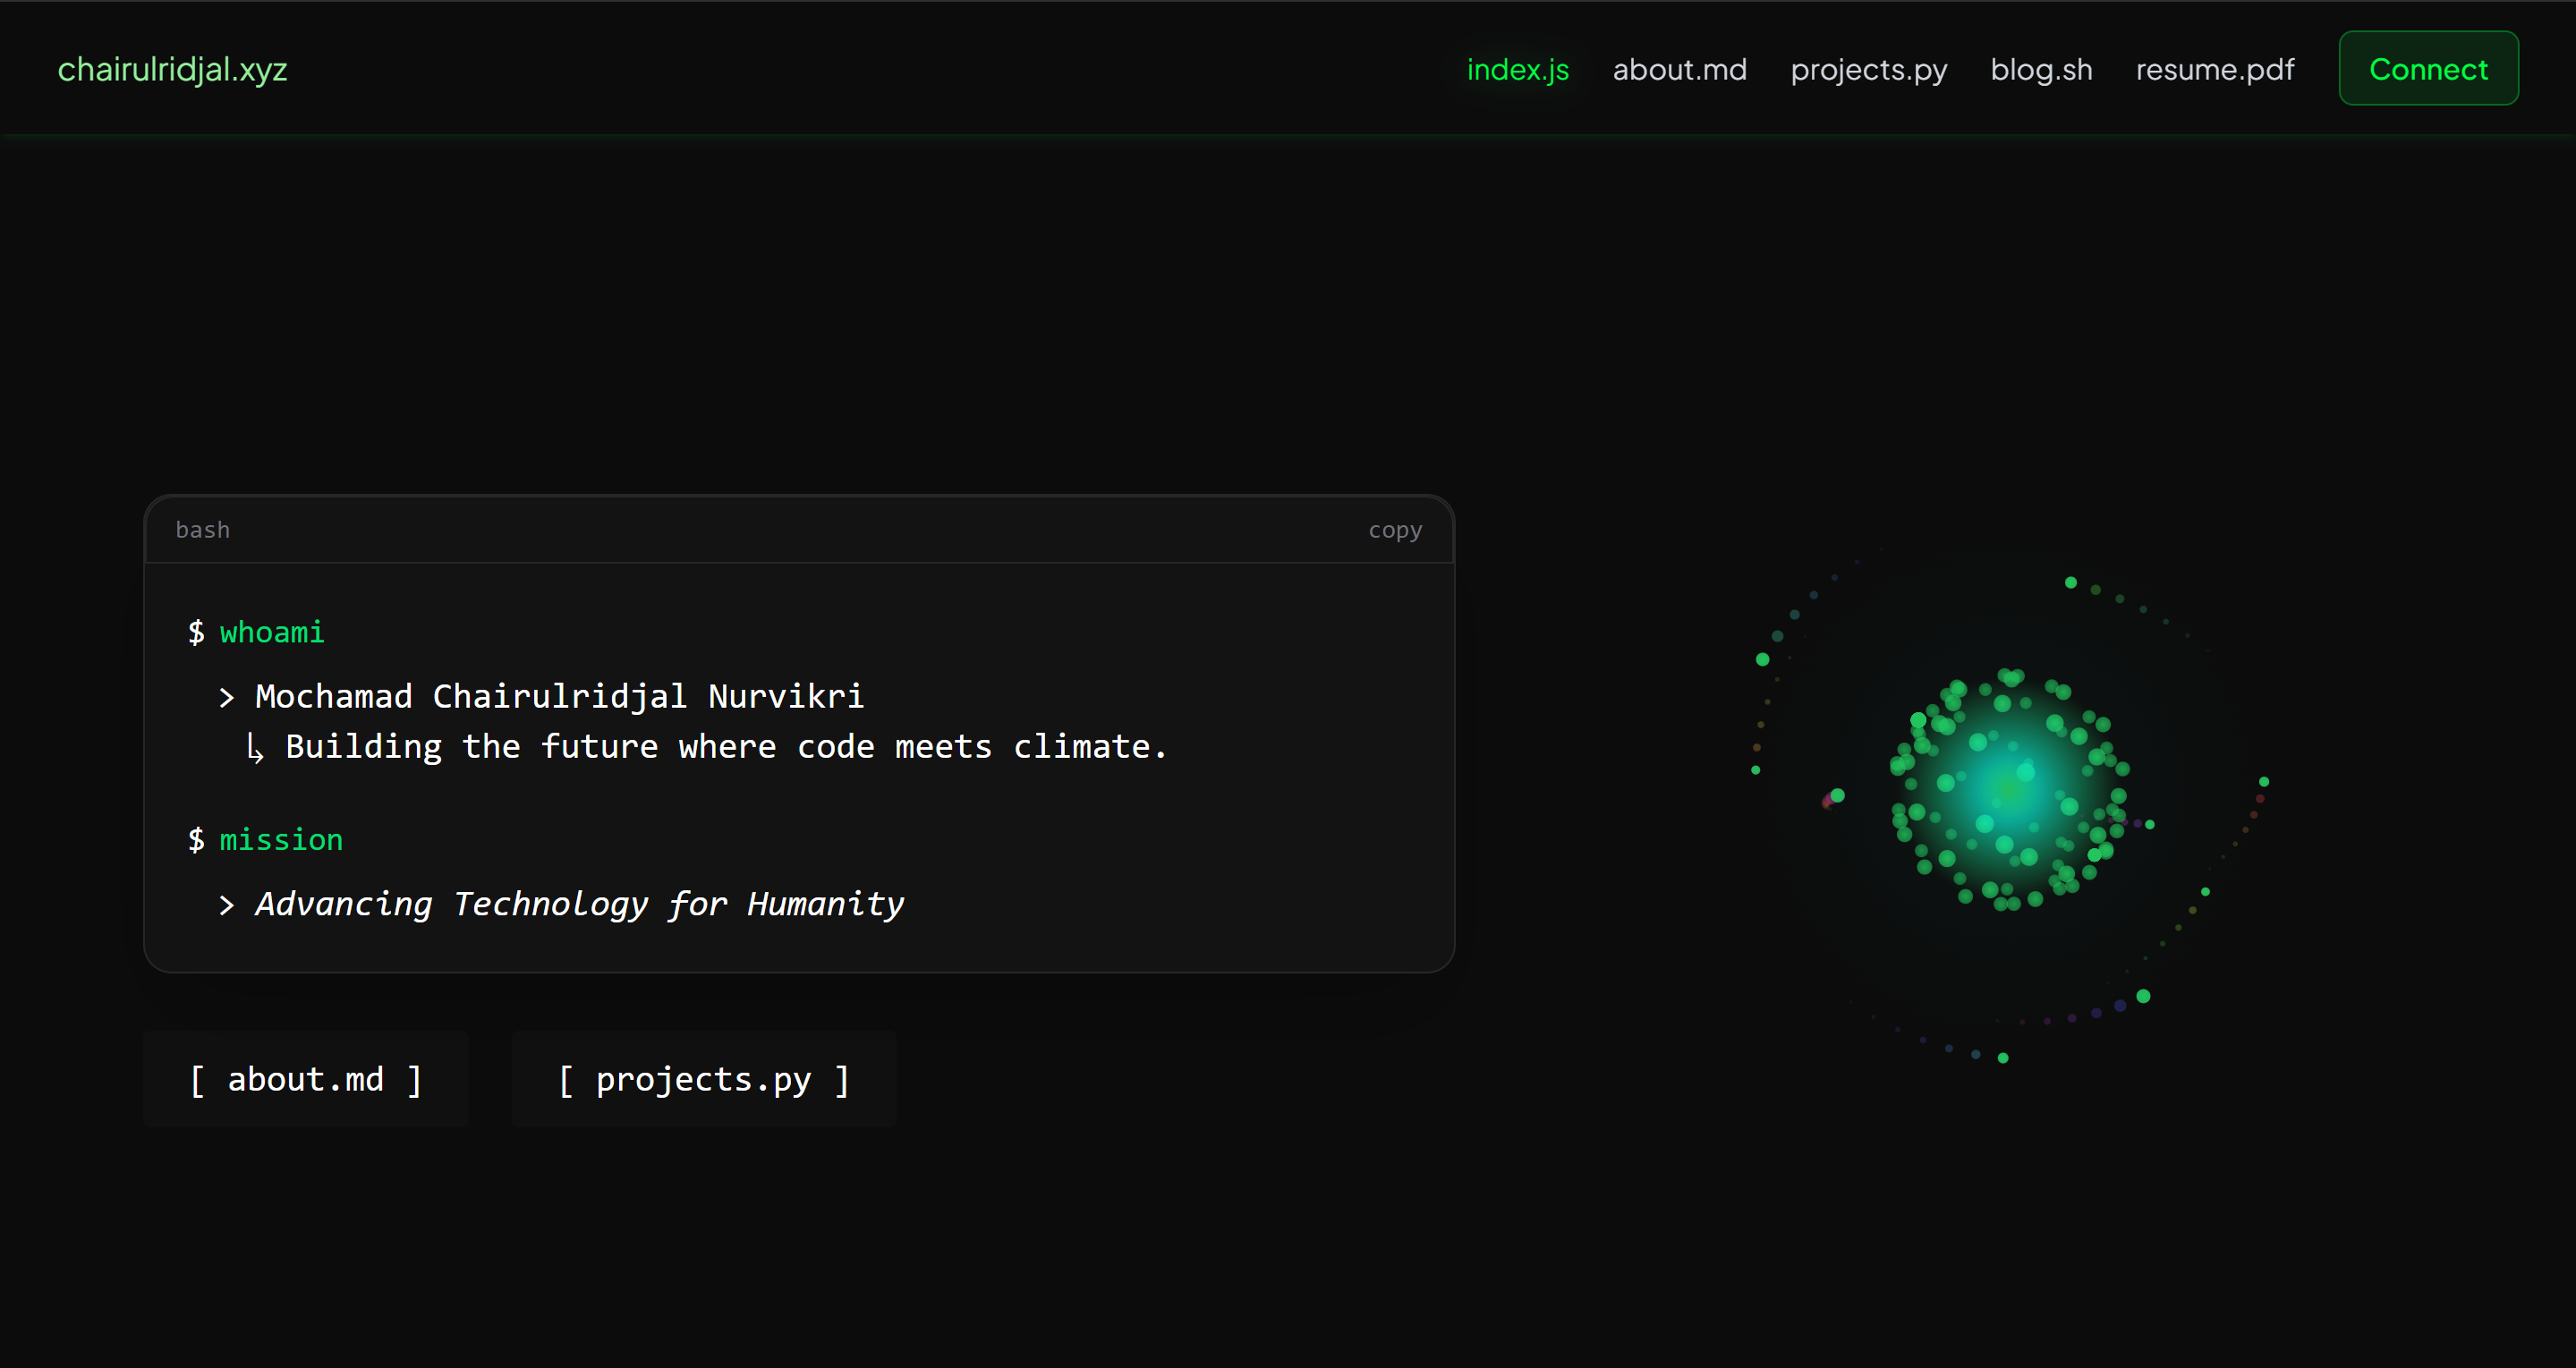 chairulridjal.xyz
index.js about.md projects.py blog.sh resume.pdf Connect
bash copy
$ whoami
> Mochamad Chairulridjal Nurvikri
↳ Building the future where code meets climate.
$ mission
> Advancing Technology for Humanity
[ about.md ] [ projects.py ]